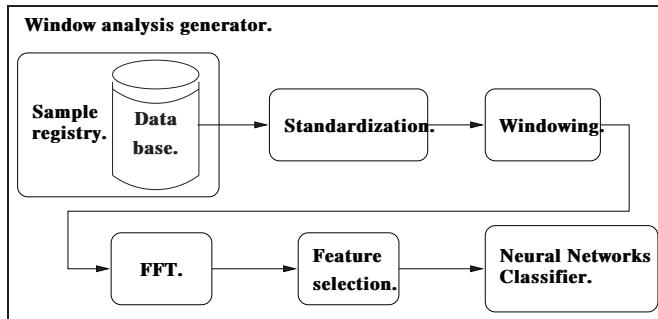 Window analysis generator.
Sample
registry.
Data
base.
Standardization.
Windowing.
FFT.
Feature
selection.
Neural Networks
Classifier.